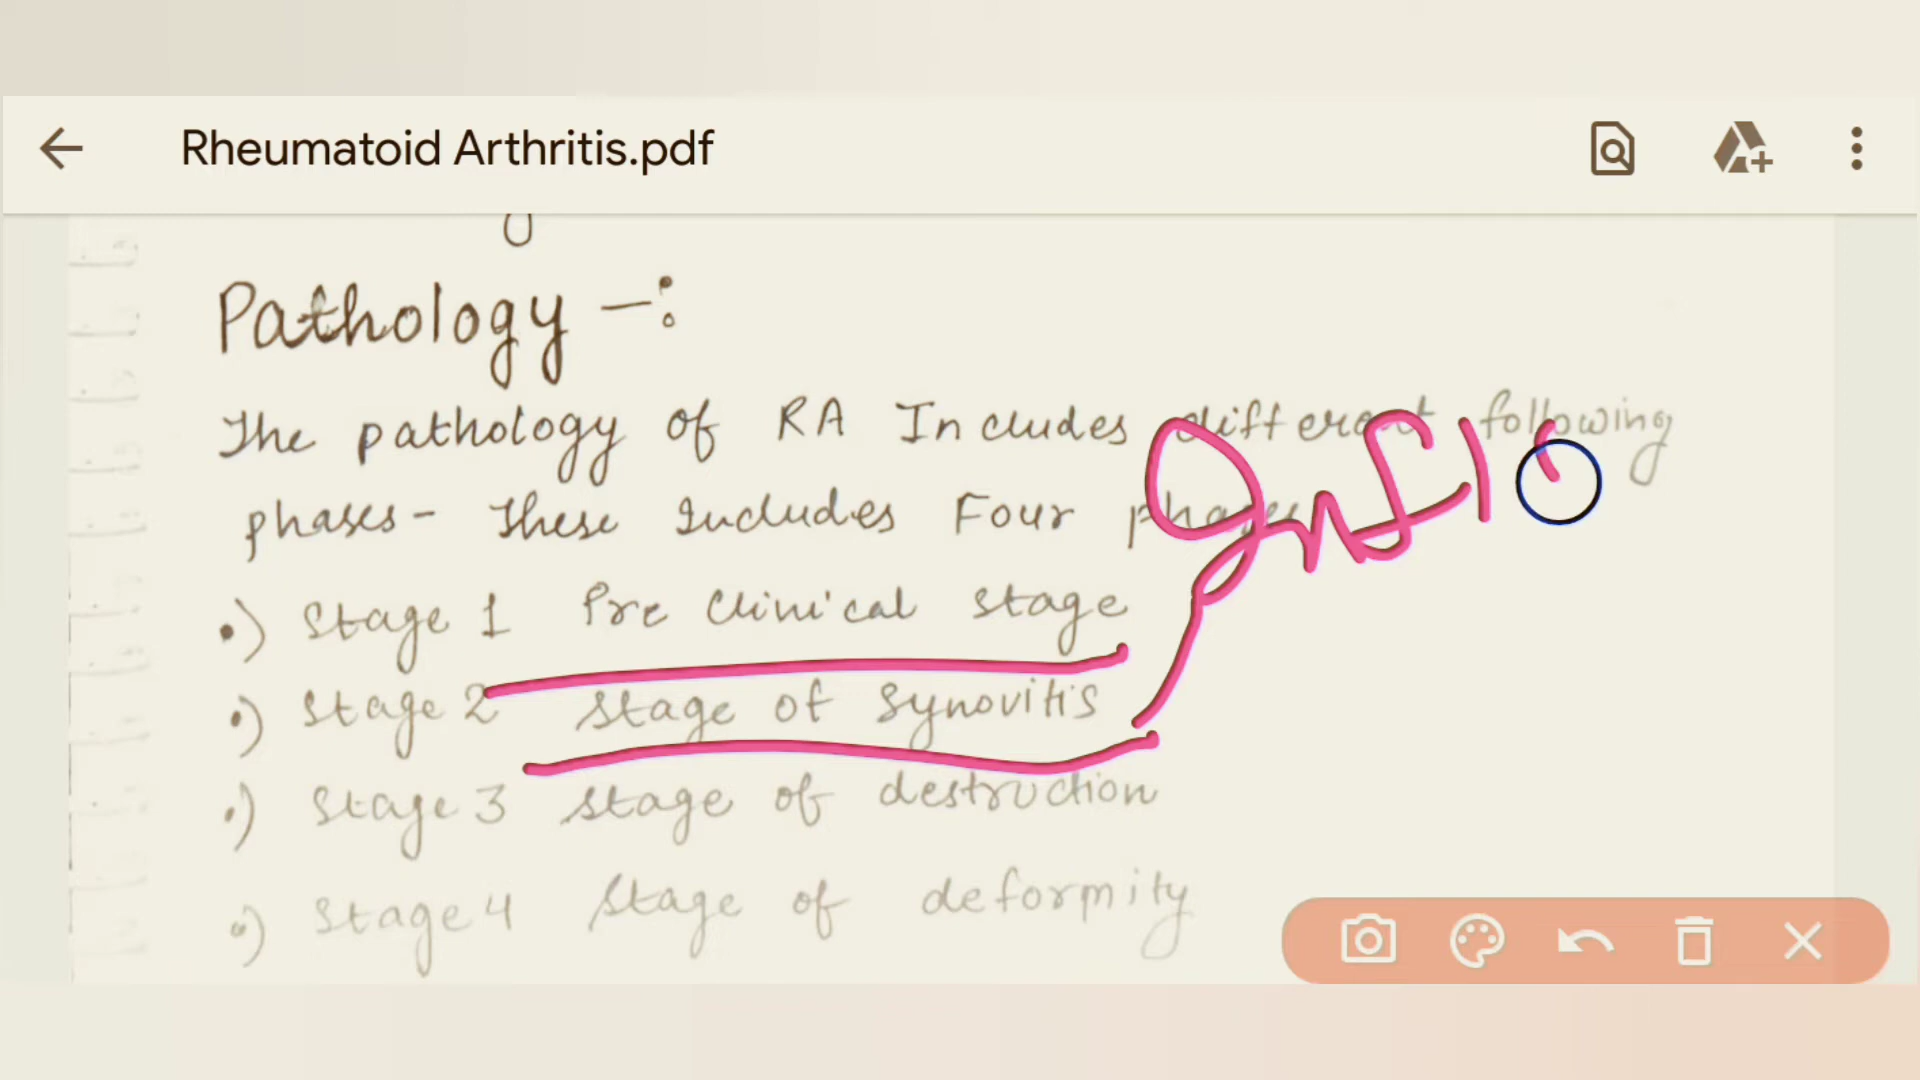 Rheumatoid Arthritis.pdf
Pathology -:
The pathology of RA Includes different following
phases - These Includes Four phases
•) Stage 1 Pre Clinical stage
•) Stage 2 stage of synovitis
•) Stage 3 stage of destruction
•) Stage 4 stage of deformity
Infl